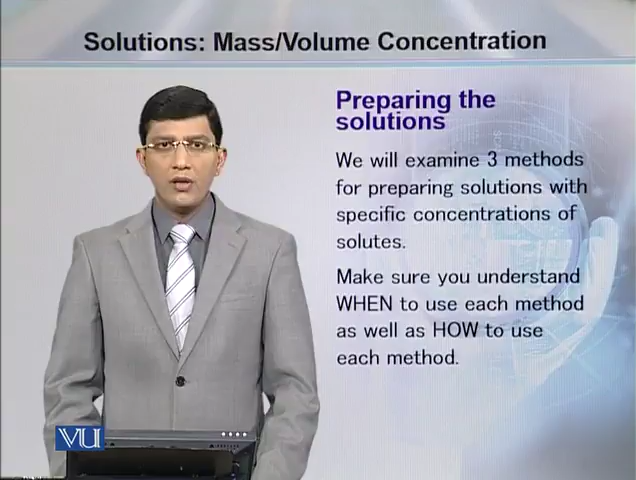 Solutions: Mass/Volume Concentration
Preparing the
solutions
We will examine 3 methods
for preparing solutions with
specific concentrations of
solutes.
Make sure you understand
WHEN to use each method
as well as HOW to use
each method.
VU